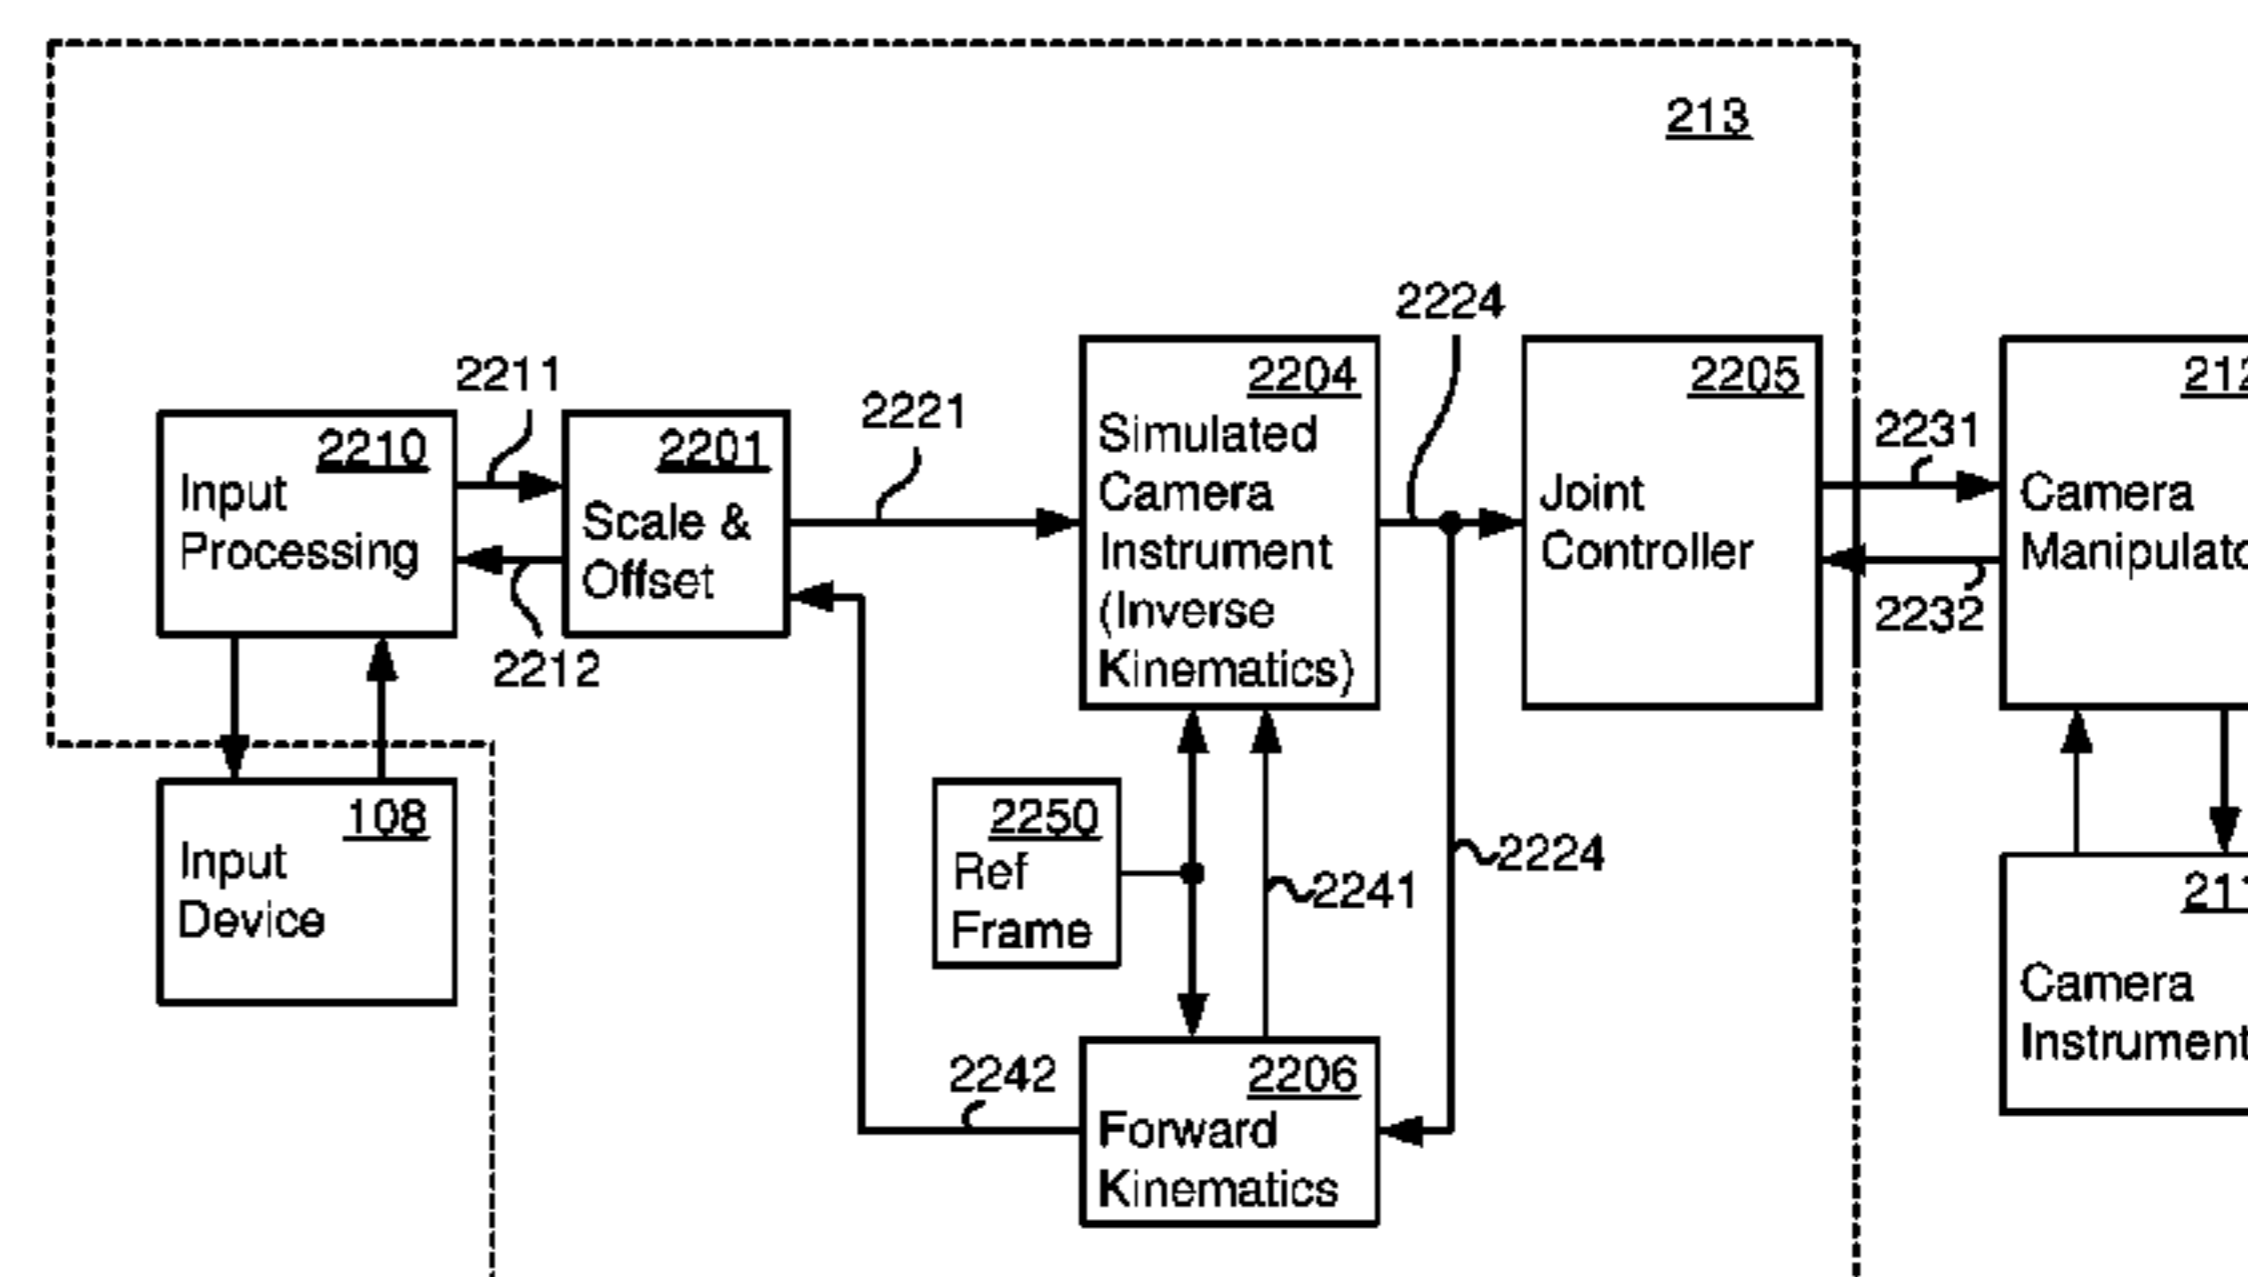 213
2224
2211
2221
2210
Input
Processing
2201
Scale &
Offset
2204
Simulated
Camera
Instrument
(Inverse
Kinematics)
2205
Joint
Controller
2231
2232
Camera
2212
108
Input
Device
2250
Ref
Frame
2241
2224
Camera
Instrument
2242
2206
Forward
Kinematics